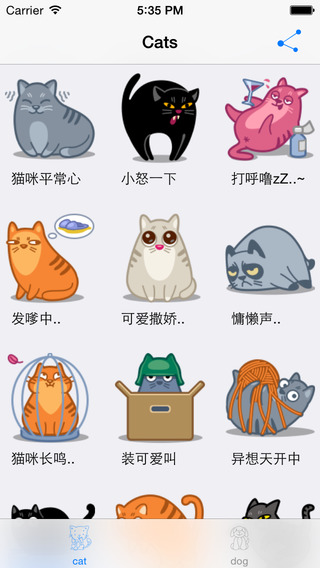 Carrier 5:35 PM
Cats
猫咪平常心 小怒一下 打呼噜zZ..~
发嗲中.. 可爱撒娇.. 慵懒声..
猫咪长鸣.. 装可爱叫 异想天开中
cat dog